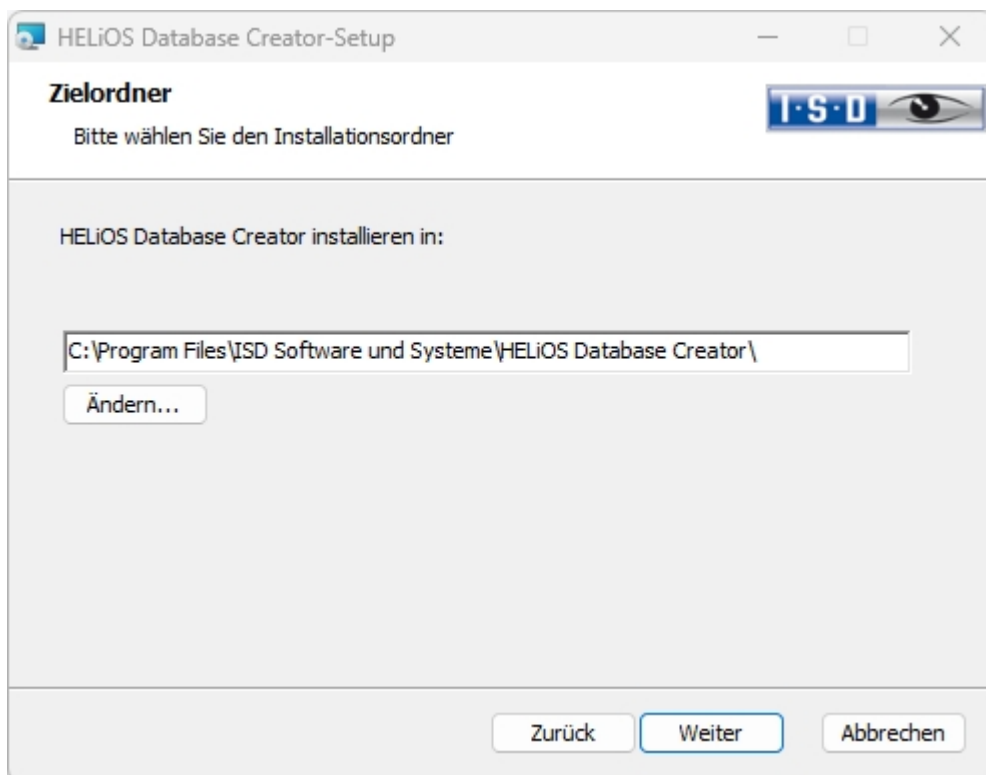 HELiOS Database Creator-Setup
Zielordner
I·S·D
Bitte wählen Sie den Installationsordner
HELiOS Database Creator installieren in:
C:\Program Files\ISD Software und Systeme\HELiOS Database Creator\
Ändern...
Zurück Weiter Abbrechen